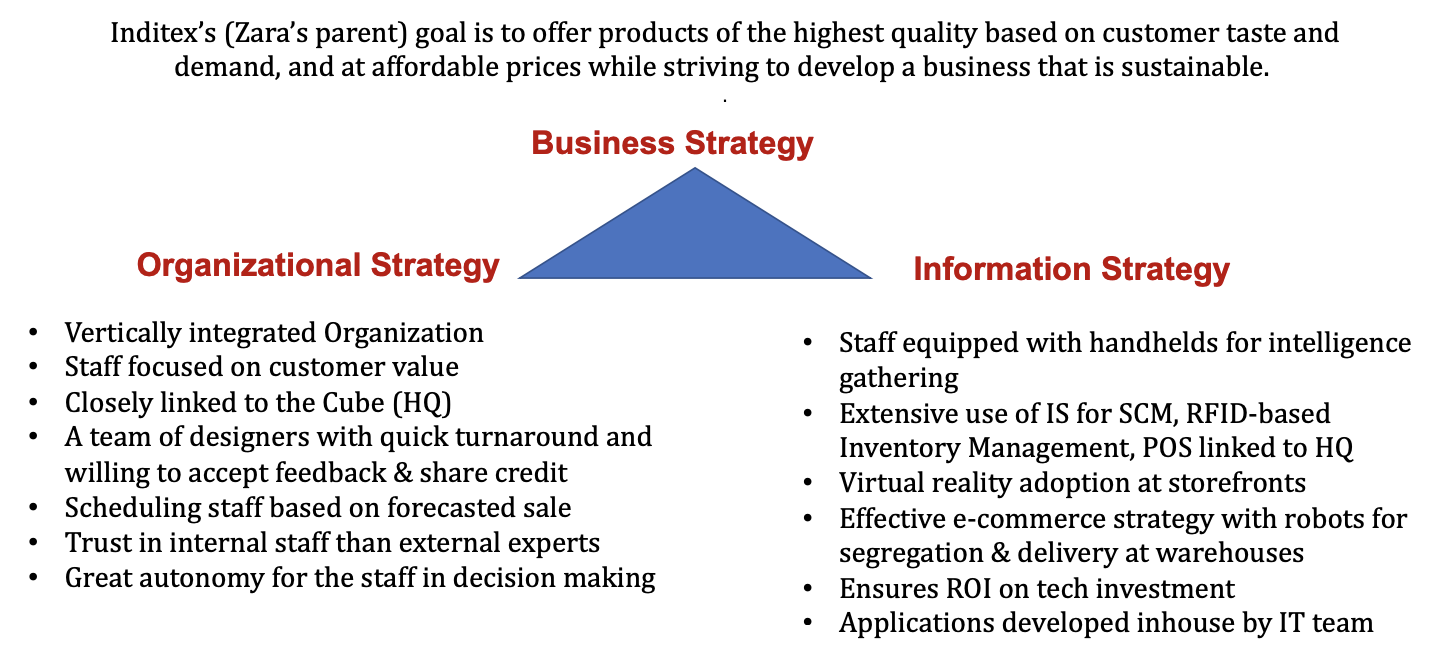 Inditex’s (Zara’s parent) goal is to offer products of the highest quality based on customer taste and
demand, and at affordable prices while striving to develop a business that is sustainable.
.
Business Strategy
Organizational Strategy
Information Strategy
• Vertically integrated Organization
• Staff focused on customer value
• Closely linked to the Cube (HQ)
• A team of designers with quick turnaround and
willing to accept feedback & share credit
• Scheduling staff based on forecasted sale
• Trust in internal staff than external experts
• Great autonomy for the staff in decision making
• Staff equipped with handhelds for intelligence
gathering
• Extensive use of IS for SCM, RFID-based
Inventory Management, POS linked to HQ
• Virtual reality adoption at storefronts
• Effective e-commerce strategy with robots for
segregation & delivery at warehouses
• Ensures ROI on tech investment
• Applications developed inhouse by IT team